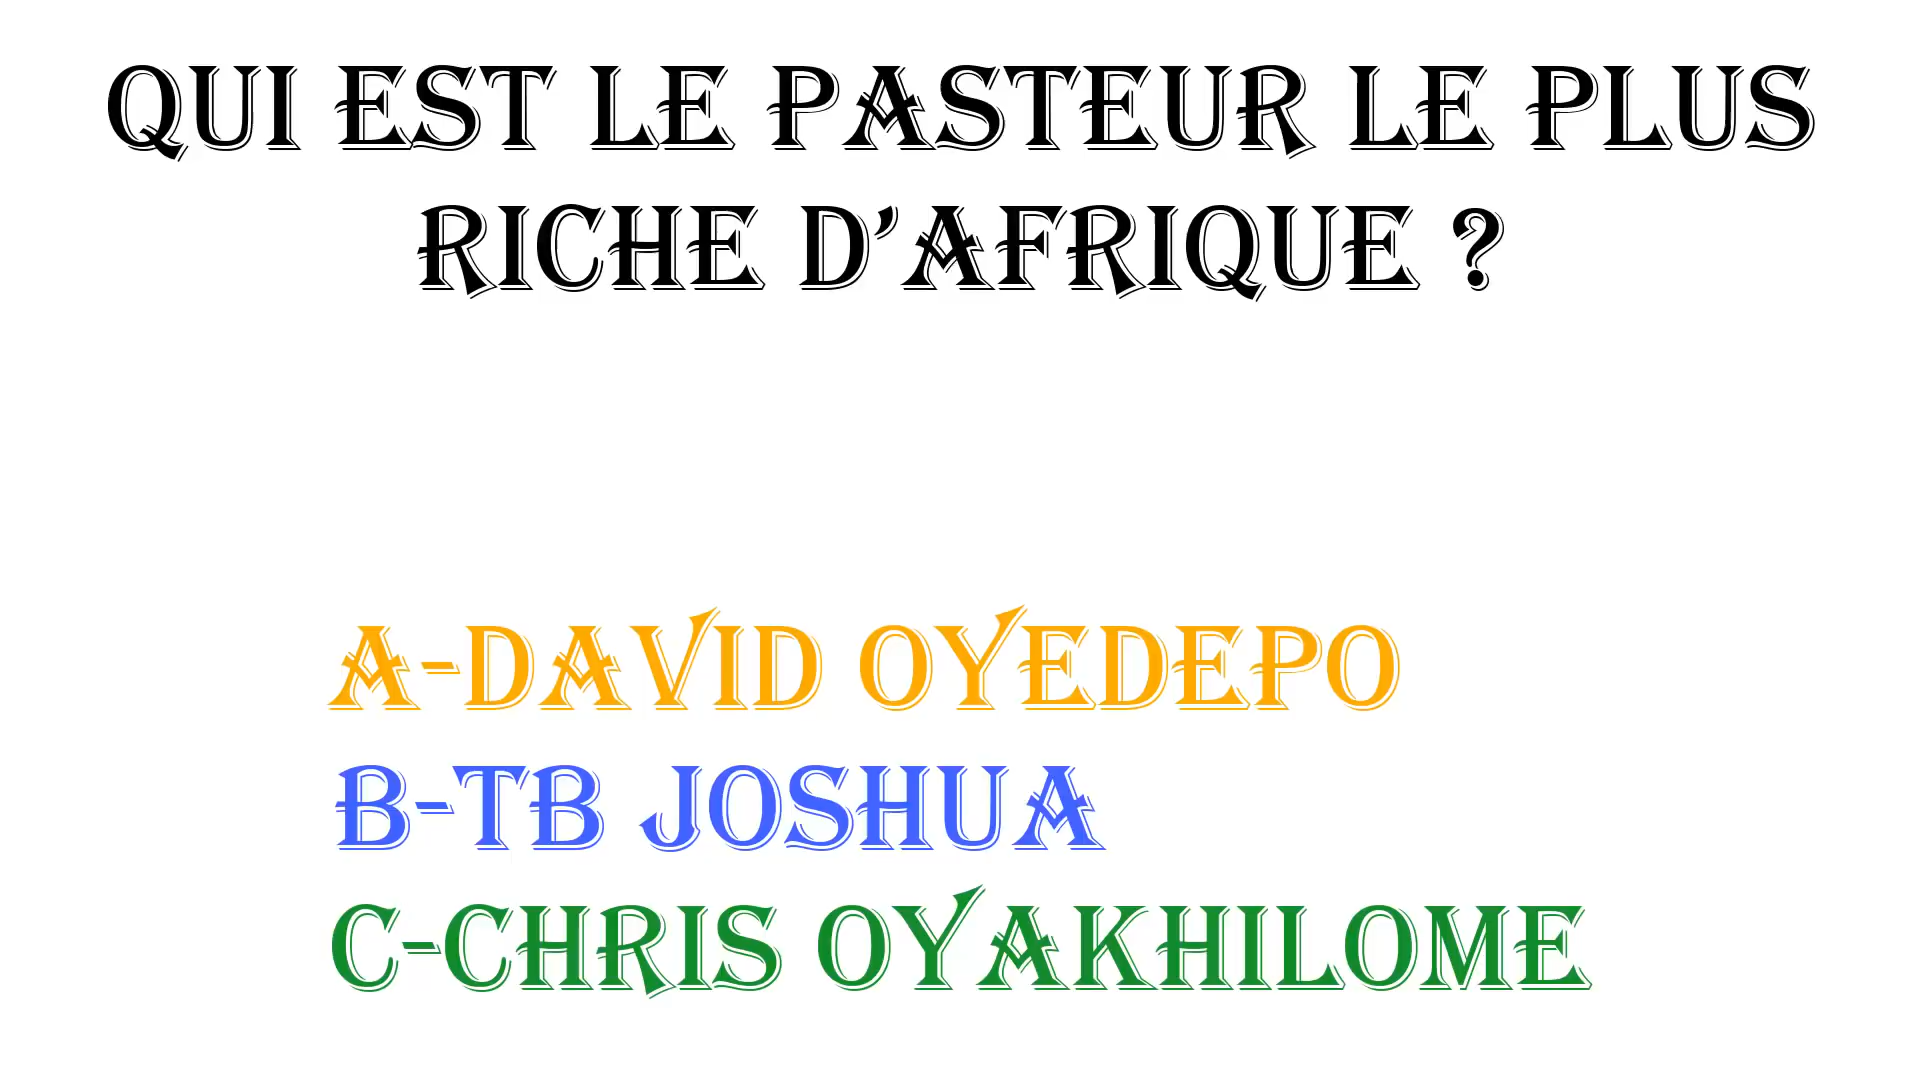 QUI EST LE PASTEUR LE PLUS
RICHE D'AFRIQUE ?
A-DAVID OYEDEPO
B-TB JOSHUA
C-CHRIS OYAKHILOME